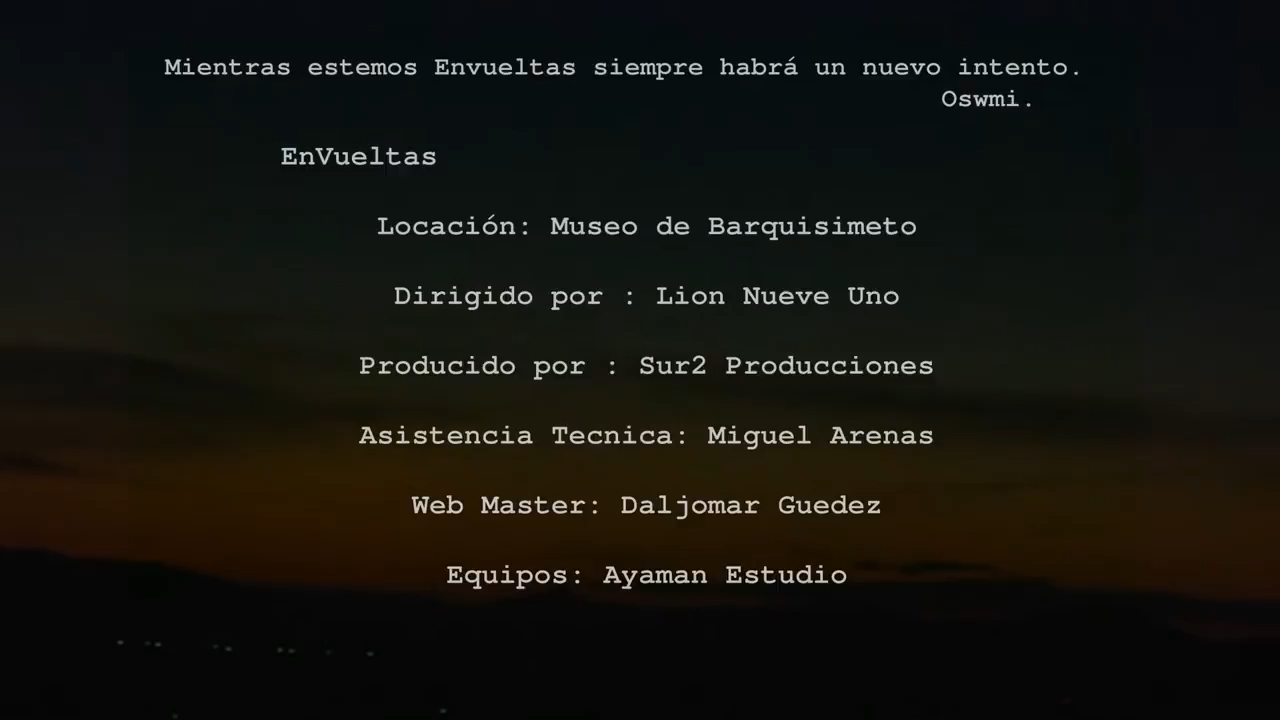 Mientras estemos Envueltas siempre habrá un nuevo intento.
Oswmi.
EnVueltas
Locación: Museo de Barquisimeto
Dirigido por : Lion Nueve Uno
Producido por : Sur2 Producciones
Asistencia Tecnica: Miguel Arenas
Web Master: Daljomar Guedez
Equipos: Ayaman Estudio